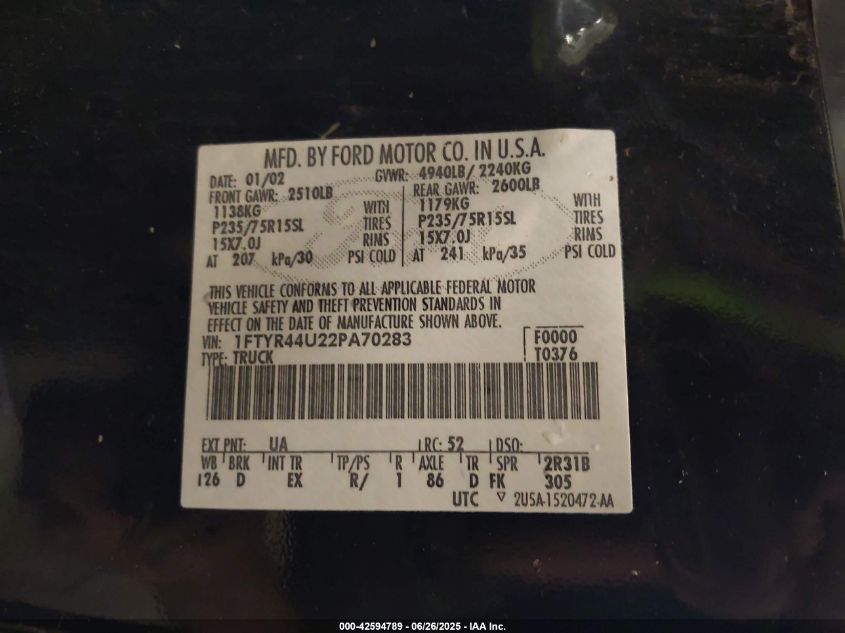 MFD. BY FORD MOTOR CO. IN U.S.A.
DATE: 01/02 GVWR: 4940LB/ 2240KG
FRONT GAWR: 2510LB REAR GAWR: 2600LB
1138KG WITH 1179KG WITH
P235/75R15SL TIRES P235/75R15SL TIRES
15X7.0J RIMS 15X7.0J RIMS
AT 207 kPa/30 PSI COLD AT 241 kPa/35 PSI COLD
THIS VEHICLE CONFORMS TO ALL APPLICABLE FEDERAL MOTOR
VEHICLE SAFETY AND THEFT PREVENTION STANDARDS IN
EFFECT ON THE DATE OF MANUFACTURE SHOWN ABOVE.
VIN: 1FTYR44U22PA70283 F0000
TYPE: TRUCK T0376
EXT PNT: UA RC: 52 DSO:
WB BRK INT TR TP/PS R AXLE TR SPR 2R31B
126 D EX R/ 1 86 D FK 305
UTC ▽ 2U5A-1520472-AA
000-42594789 - 06/26/2025 - IAA Inc.